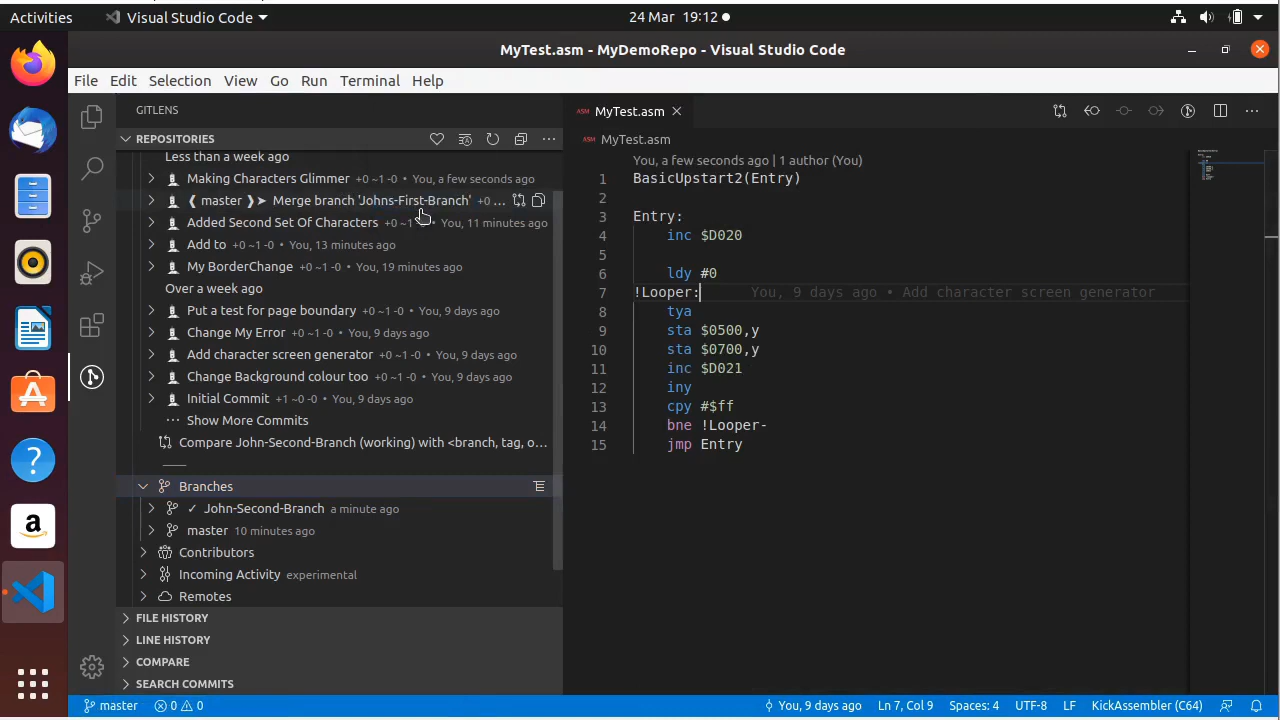 Activities
Visual Studio Code
24 Mar 19:12
MyTest.asm - MyDemoRepo - Visual Studio Code
File Edit Selection View Go Run Terminal Help
GITLENS
REPOSITORIES
Less than a week ago
Making Characters Glimmer +0 ~1 -0 • You, a few seconds ago
❴ master ❵➤ Merge branch 'Johns-First-Branch' +0 ...
Added Second Set Of Characters +0 ~1 • You, 11 minutes ago
Add to +0 ~1 -0 • You, 13 minutes ago
My BorderChange +0 ~1 -0 • You, 19 minutes ago
Over a week ago
Put a test for page boundary +0 ~1 -0 • You, 9 days ago
Change My Error +0 ~1 -0 • You, 9 days ago
Add character screen generator +0 ~1 -0 • You, 9 days ago
Change Background colour too +0 ~1 -0 • You, 9 days ago
Initial Commit +1 ~0 -0 • You, 9 days ago
Show More Commits
Compare John-Second-Branch (working) with <branch, tag, o...
Branches
✓ John-Second-Branch a minute ago
master 10 minutes ago
Contributors
Incoming Activity experimental
Remotes
FILE HISTORY
LINE HISTORY
COMPARE
SEARCH COMMITS
ASM MyTest.asm
ASM MyTest.asm
You, a few seconds ago | 1 author (You)
1 BasicUpstart2(Entry)
2
3 Entry:
4 inc $D020
5
6 ldy #0
7 !Looper: You, 9 days ago • Add character screen generator
8 tya
9 sta $0500,y
10 sta $0700,y
11 inc $D021
12 iny
13 cpy #$ff
14 bne !Looper-
15 jmp Entry
master 0 0 You, 9 days ago Ln 7, Col 9 Spaces: 4 UTF-8 LF KickAssembler (C64)